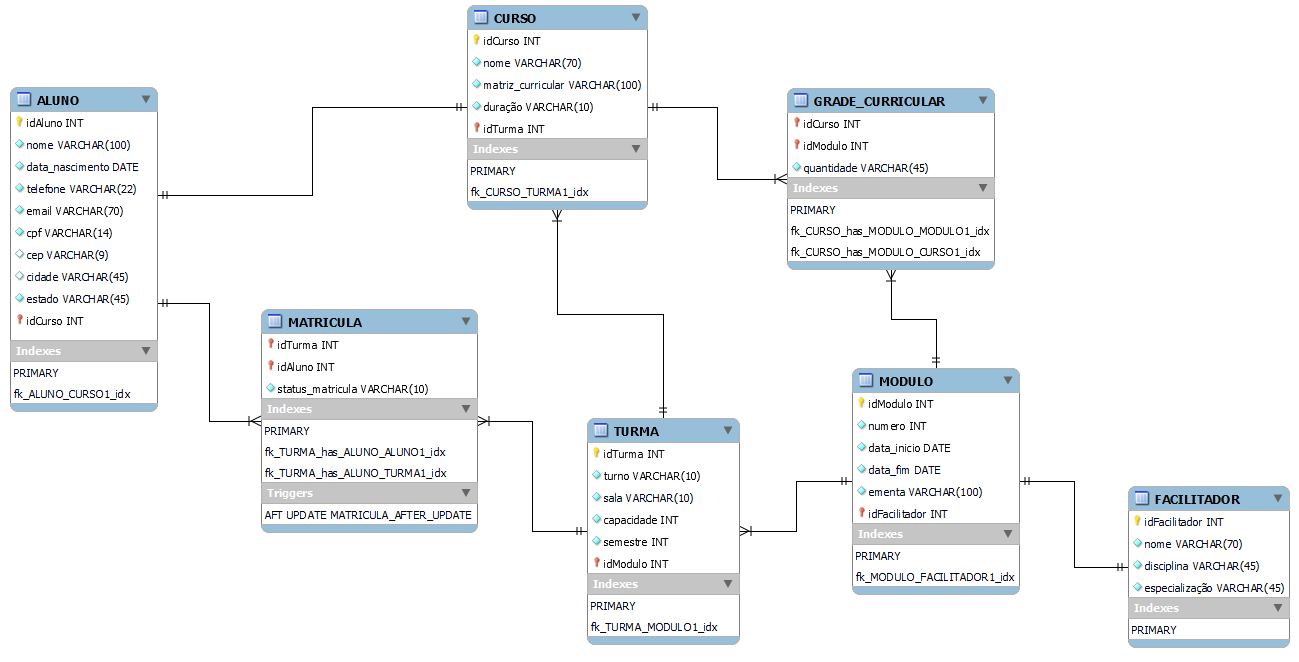 CURSO
idCurso INT
nome VARCHAR(70)
matriz_curricular VARCHAR(100)
duração VARCHAR(10)
idTurma INT
Indexes
PRIMARY
fk_CURSO_TURMA1_idx
ALUNO
idAluno INT
nome VARCHAR(100)
data_nascimento DATE
telefone VARCHAR(22)
email VARCHAR(70)
cpf VARCHAR(14)
cep VARCHAR(9)
cidade VARCHAR(45)
estado VARCHAR(45)
idCurso INT
Indexes
PRIMARY
fk_ALUNO_CURSO1_idx
GRADE_CURRICULAR
idCurso INT
idModulo INT
quantidade VARCHAR(45)
Indexes
PRIMARY
fk_CURSO_has_MODULO_MODULO1_idx
fk_CURSO_has_MODULO_CURSO1_idx
MATRICULA
idTurma INT
idAluno INT
status_matricula VARCHAR(10)
Indexes
PRIMARY
fk_TURMA_has_ALUNO_ALUNO1_idx
fk_TURMA_has_ALUNO_TURMA1_idx
Triggers
AFT UPDATE MATRICULA_AFTER_UPDATE
TURMA
idTurma INT
turno VARCHAR(10)
sala VARCHAR(10)
capacidade INT
semestre INT
idModulo INT
Indexes
PRIMARY
fk_TURMA_MODULO1_idx
MODULO
idModulo INT
numero INT
data_inicio DATE
data_fim DATE
ementa VARCHAR(100)
idFacilitador INT
Indexes
PRIMARY
fk_MODULO_FACILITADOR1_idx
FACILITADOR
idFacilitador INT
nome VARCHAR(70)
disciplina VARCHAR(45)
especialização VARCHAR(45)
Indexes
PRIMARY